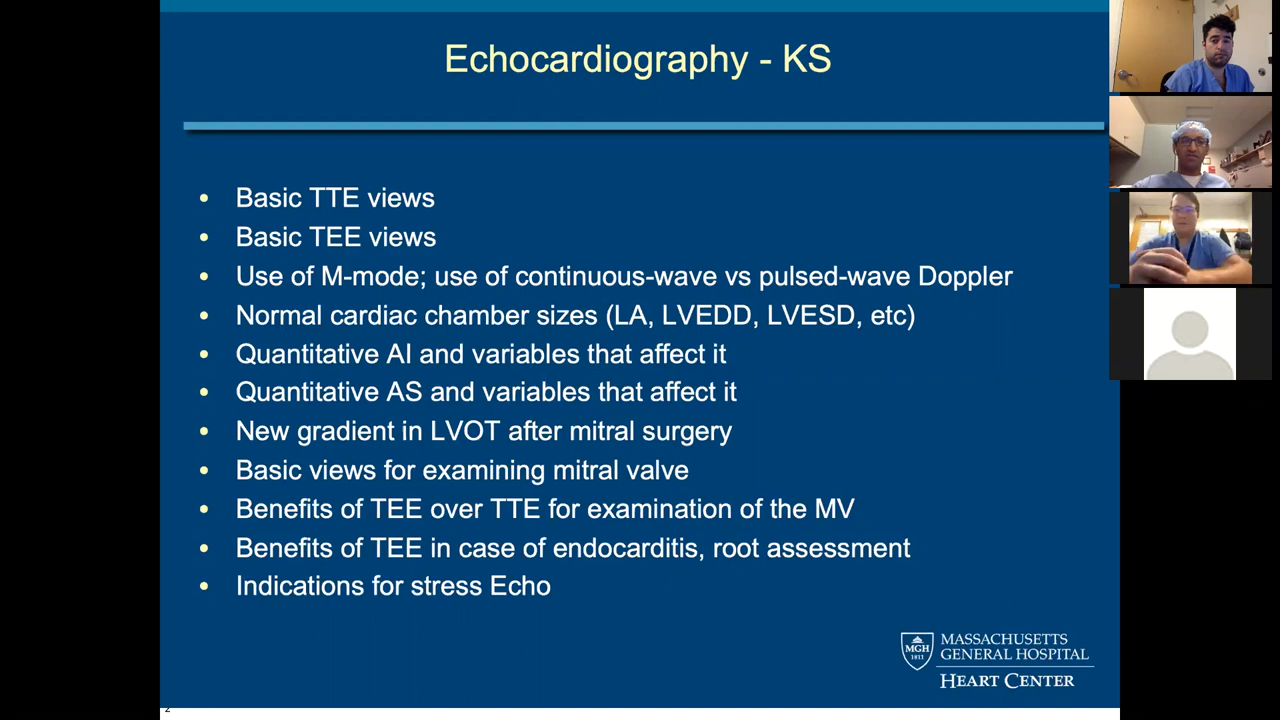 Echocardiography - KS
• Basic TTE views
• Basic TEE views
• Use of M-mode; use of continuous-wave vs pulsed-wave Doppler
• Normal cardiac chamber sizes (LA, LVEDD, LVESD, etc)
• Quantitative AI and variables that affect it
• Quantitative AS and variables that affect it
• New gradient in LVOT after mitral surgery
• Basic views for examining mitral valve
• Benefits of TEE over TTE for examination of the MV
• Benefits of TEE in case of endocarditis, root assessment
• Indications for stress Echo
MGH
1811
MASSACHUSETTS
GENERAL HOSPITAL
HEART CENTER
2